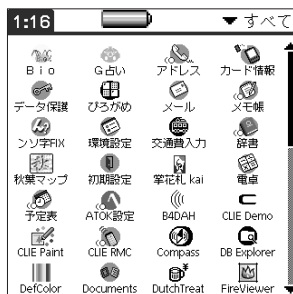 1:16 ▼ すべて
Bio G占い アドレス カード情報
データ保護 びろがめ メール メモ帳
ンソ字FIX 環境設定 交通費入力 辞書
秋葉マップ 初期設定 掌花札 kai 電卓
予定表 ATOK設定 B4DAH CLIE Demo
CLIE Paint CLIE RMC Compass DB Explorer
DefColor Documents DutchTreat FireViewer